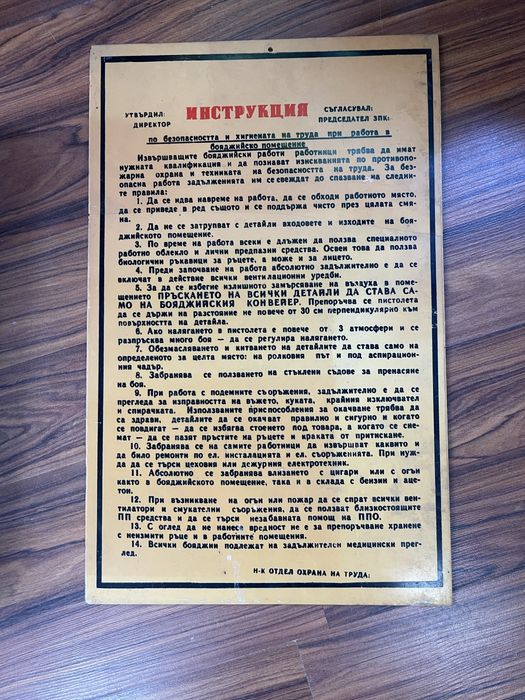 УТВЪРДИЛ: ИНСТРУКЦИЯ СЪГЛАСУВАЛ:
ДИРЕКТОР ПРЕДСЕДАТЕЛ ЗПК:
по безопасността и хигиената на труда при работа в
бояджийско помещение
Извършващите бояджийски работи работници трябва да имат
нужната квалификация и да познават изискванията по противопо-
жарна охрана и техниката на безопасността на труда. За без-
опасна работа задълженията им се свеждат до спазване на следни-
те правила:
1. Да се идва навреме на работа, да се обходи работното място,
да се приведе в ред същото и се поддържа чисто през цялата смя-
на.
2. Да не се затрупват с детайли входовете и изходите на боя-
джийското помещение.
3. По време на работа всеки е длъжен да ползва специалното
работно облекло и лични предпазни средства. Освен това да ползва
биологични ръкавици за ръцете, а може и за лицето.
4. Преди започване на работа абсолютно задължително е да се
включат в действие всички вентилационни уредби.
5. За да се избегне излишното замърсяване на въздуха в поме-
щението ПРЪСКАНЕТО НА ВСИЧКИ ДЕТАЙЛИ ДА СТАВА СА-
МО НА БОЯДЖИЙСКИЯ КОНВЕЙЕР. Препоръчва се пистолета
да се държи на разстояние не повече от 30 см перпендикулярно към
повърхността на детайла.
6. Ако налягането в пистолета е повече от 3 атмосфери и се
разпръсква много боя — да се регулира налягането.
7. Обезмасляването и китването на детайлите да става само на
определеното за целта място: на ролковия път и под аспирацион-
ния чадър.
8. Забранява се ползването на стъклени съдове за пренасяне
на боя.
9. При работа с подемните съоръжения, задължително е да се
прегледа за изправността на въжето, куката, крайния изключвател
и спирачката. Използваните приспособления за окачване трябва да
са здрави, детайлите да се окачат правилно и сигурно и когато
се повдигат — да се избягва стоенето под товара, а когато се сне-
мат — да се пазят пръстите на ръцете и краката от притискане.
10. Забранява се на самите работници да извършват каквито и
да било ремонти по ел. инсталацията и ел. съоръженията. При нуж-
да да се търси цеховия или дежурния електротехник.
11. Абсолютно се забранява влизането с цигари или с огън
както в бояджийското помещение, така и в склада с бензин и аце-
тон.
12. При възникване на огън или пожар да се спрат всички вен-
тилатори и смукателни съоръжения, да се ползват близкостоящите
ПП средства и да се търси незабавната помощ на ППО.
13. С оглед да не нанеся вредност не е за препоръчване хранене
с неизмити ръце и в работните помещения.
14. Всички бояджии подлежат на задължителен медицински прег-
лед.
Н-К ОТДЕЛ ОХРАНА НА ТРУДА: